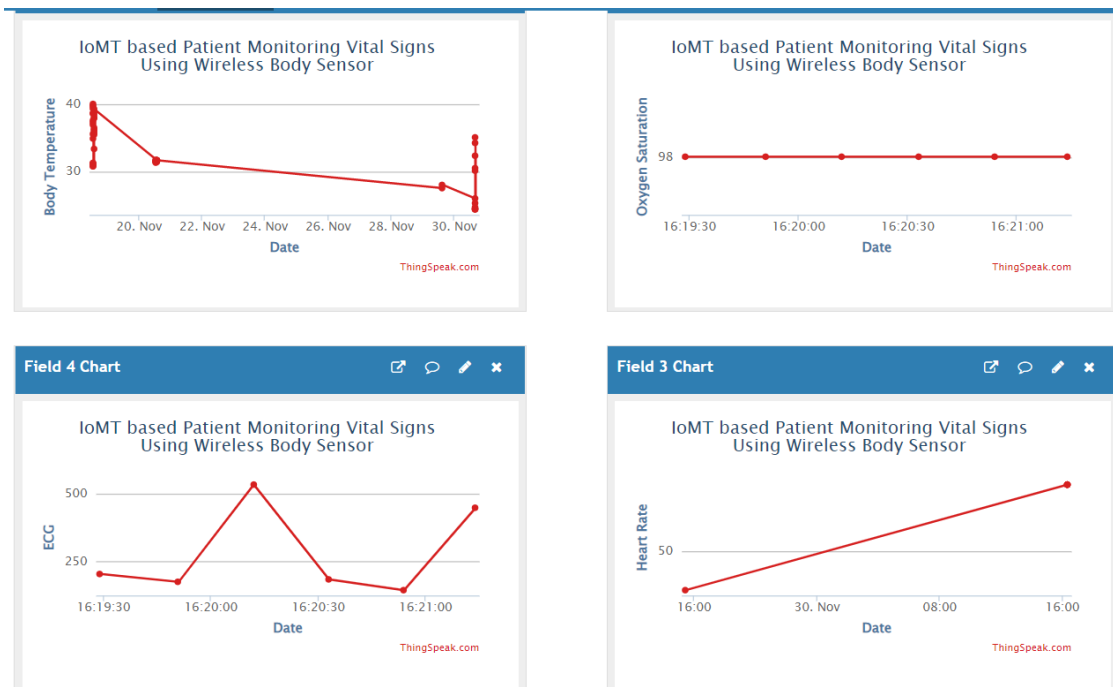 IoMT based Patient Monitoring Vital Signs
Using Wireless Body Sensor
Body Temperature
40
30
20. Nov 22. Nov 24. Nov 26. Nov 28. Nov 30. Nov
Date
ThingSpeak.com
IoMT based Patient Monitoring Vital Signs
Using Wireless Body Sensor
Oxygen Saturation
98
16:19:30 16:20:00 16:20:30 16:21:00
Date
ThingSpeak.com
Field 4 Chart
IoMT based Patient Monitoring Vital Signs
Using Wireless Body Sensor
ECG
500
250
16:19:30 16:20:00 16:20:30 16:21:00
Date
ThingSpeak.com
Field 3 Chart
IoMT based Patient Monitoring Vital Signs
Using Wireless Body Sensor
Heart Rate
50
16:00 30. Nov 08:00 16:00
Date
ThingSpeak.com